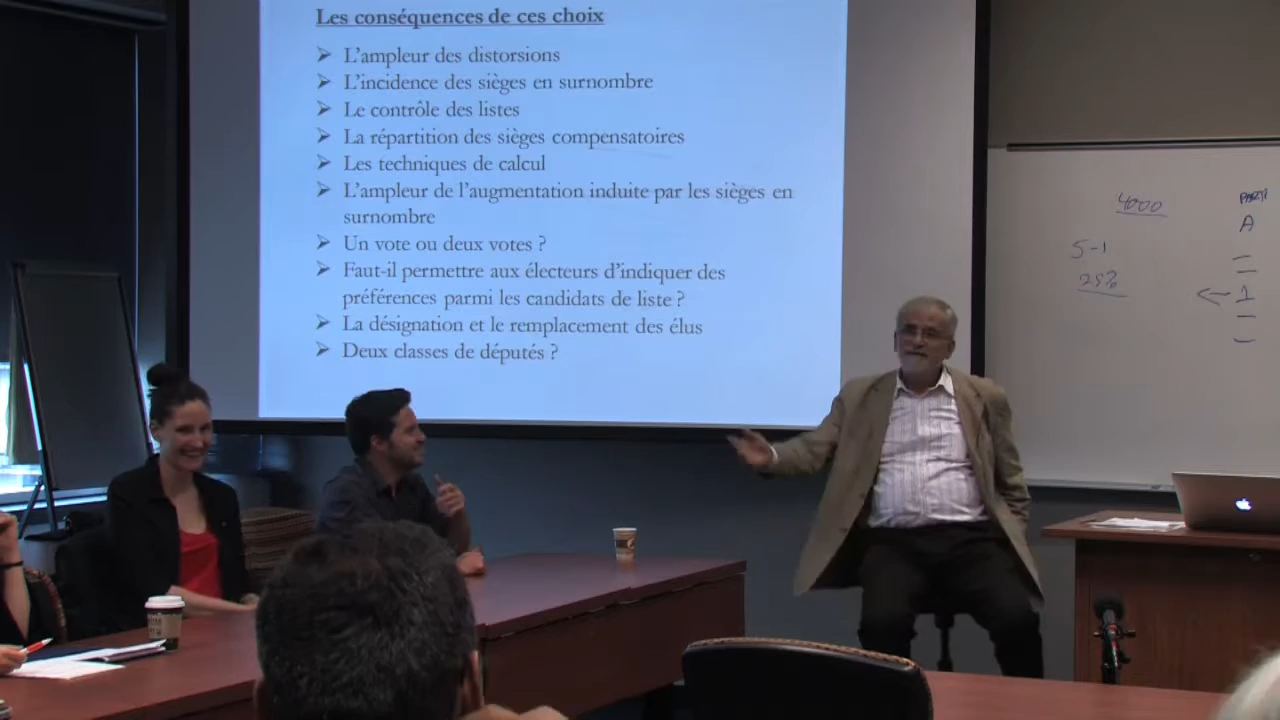 Les conséquences de ces choix
➢ L'ampleur des distorsions
➢ L'incidence des sièges en surnombre
➢ Le contrôle des listes
➢ La répartition des sièges compensatoires
➢ Les techniques de calcul
➢ L'ampleur de l'augmentation induite par les sièges en
surnombre
➢ Un vote ou deux votes ?
➢ Faut-il permettre aux électeurs d'indiquer des
préférences parmi les candidats de liste ?
➢ La désignation et le remplacement des élus
➢ Deux classes de députés ?
4000
5-1
25%
PARTI
A
1